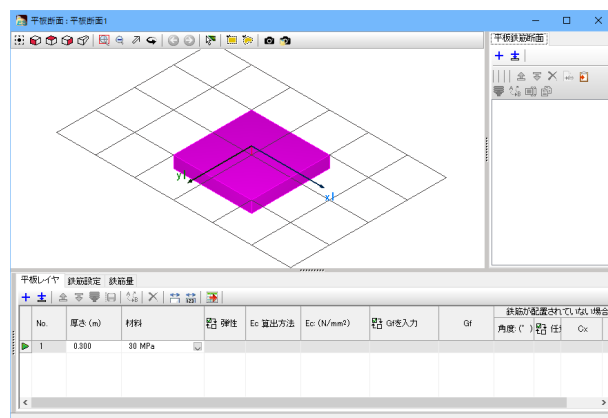 平板断面 : 平板断面1
平板鉄筋断面
yl
xl
平板レイヤ 鉄筋設定 鉄筋量
No. 厚さ (m) 材料 弾性 Ec 算出方法 Ec: (N/mm²) Gfを入力 Gf 鉄筋が配置されていない場合
角度: (°) 任 Cx
1 0.300 30 MPa